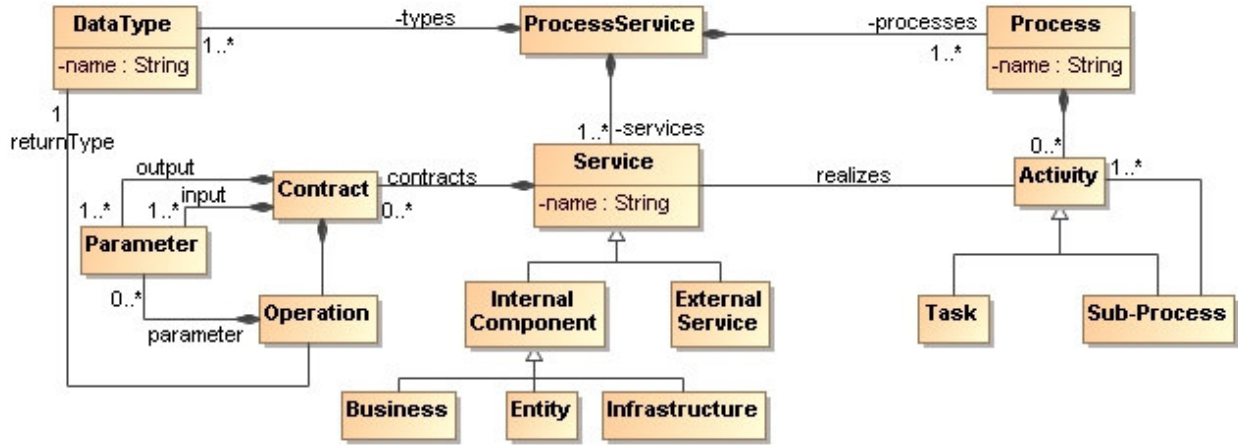 DataType
-types
ProcessService
-processes
Process
1..*
1..*
-name : String
-name : String
1
returnType
1..*
-services
0..*
output
Contract
contracts
Service
realizes
Activity
1..*
input
0..*
-name : String
1..*
1..*
Parameter
0..*
Operation
parameter
Internal
Component
External
Service
Task
Sub-Process
Business
Entity
Infrastructure